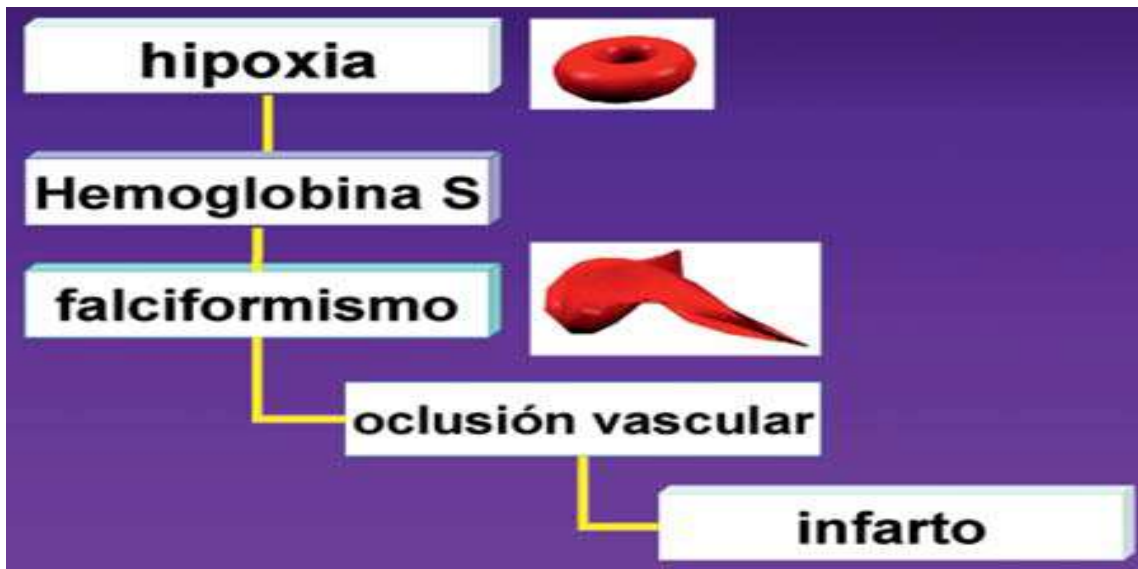 hipoxia
Hemoglobina S
falciformismo
oclusión vascular
infarto